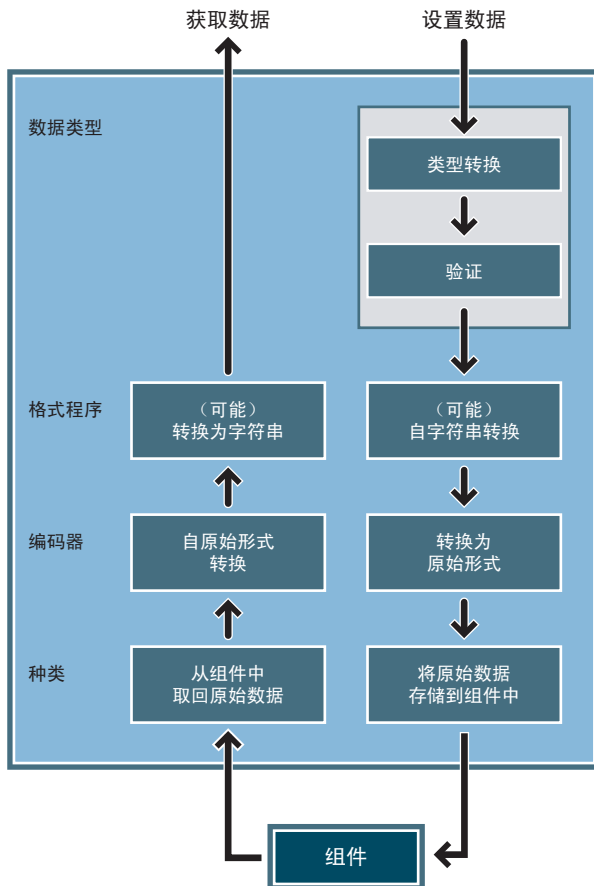 获取数据
设置数据
数据类型
类型转换
验证
格式程序
（可能）
转换为字符串
（可能）
自字符串转换
编码器
自原始形式
转换
转换为
原始形式
种类
从组件中
取回原始数据
将原始数据
存储到组件中
组件